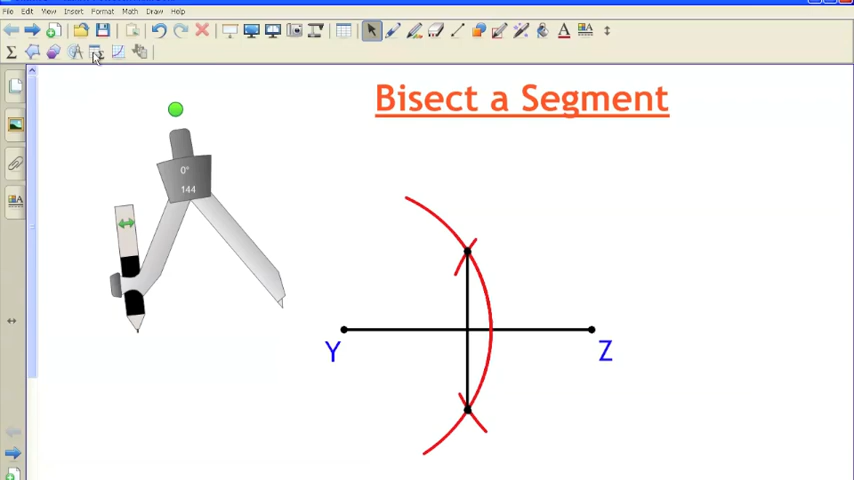 File Edit View Insert Format Math Draw Help
Bisect a Segment
0°
144
Y Z